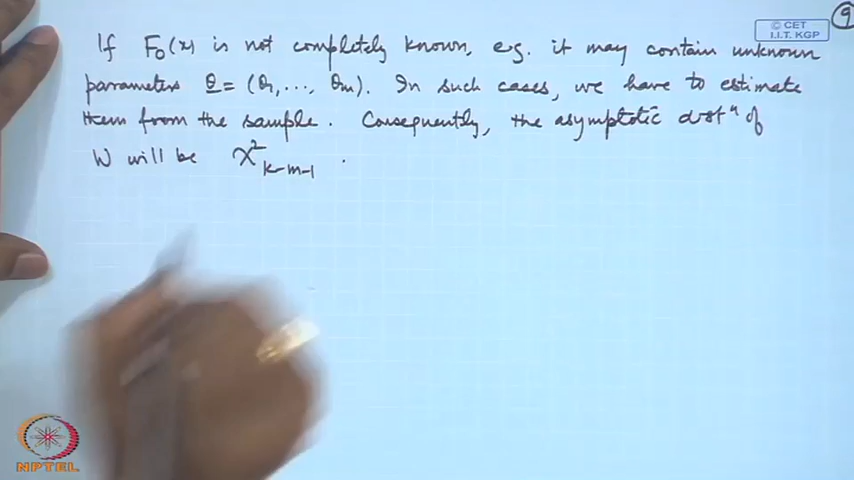 9
© CET
I.I.T. KGP
If F₀(x) is not completely known, e.g. it may contain unknown
parameters θ = (θ₁, ..., θₘ). In such cases, we have to estimate
them from the sample. Consequently, the asymptotic distⁿ of
W will be χ²ₖ₋ₘ₋₁ .
NPTEL